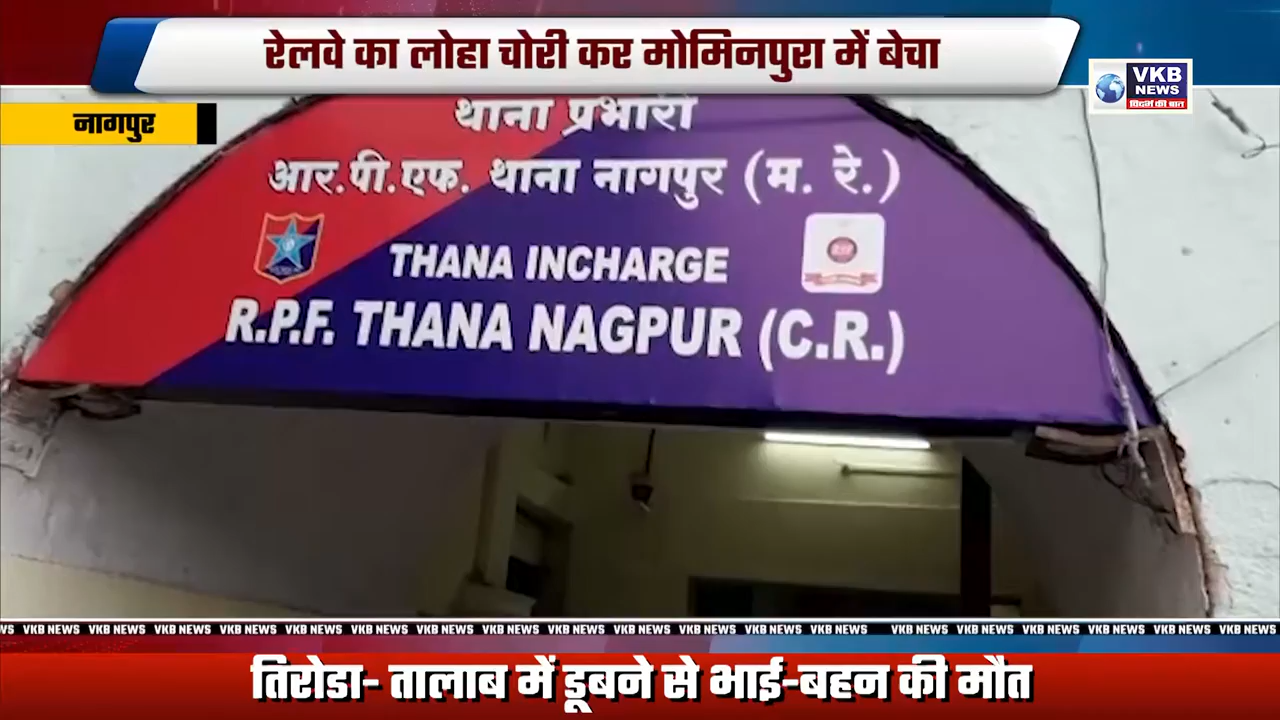 रेलवे का लोहा चोरी कर मोमिनपुरा में बेचा
VKB
NEWS
विदर्भ की बात
नागपुर
थाना प्रभारी
आर.पी.एफ. थाना नागपुर (म. रे.)
THANA INCHARGE
R.P.F. THANA NAGPUR (C.R.)
VKB NEWS VKB NEWS VKB NEWS VKB NEWS VKB NEWS VKB NEWS VKB NEWS VKB NEWS VKB NEWS VKB NEWS VKB NEWS VKB NEWS VKB NEWS VKB NEWS VKB NEWS VKB NEWS VKB NEWS VKB NEWS VKB NEWS
तिरोडा- तालाब में डूबने से भाई-बहन की मौत